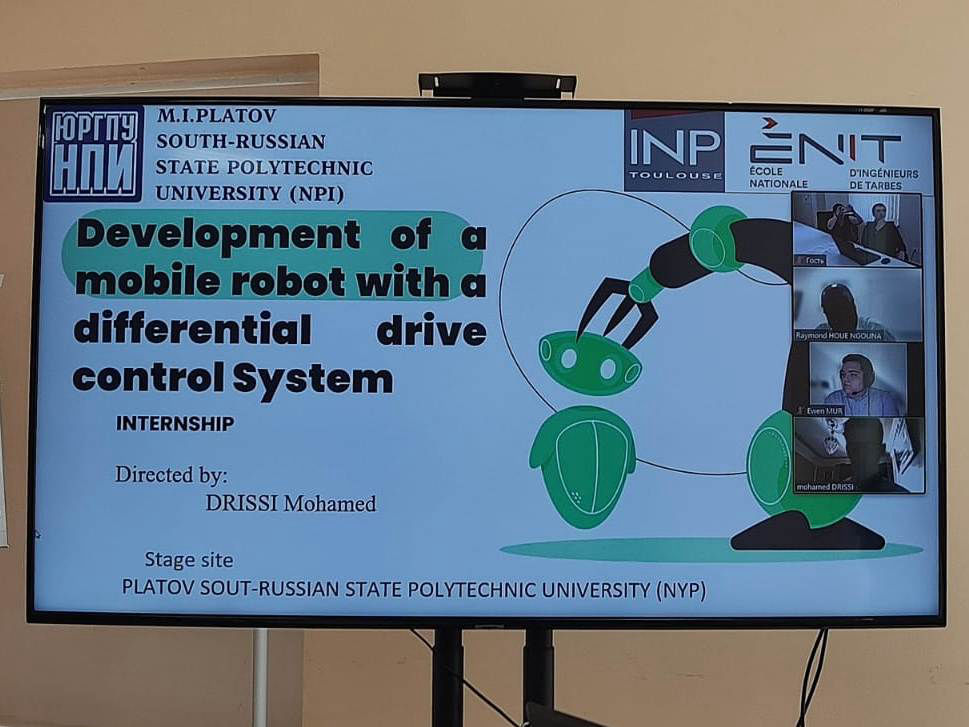 ЮРГПУ
НПИ
M.I.PLATOV
SOUTH-RUSSIAN
STATE POLYTECHNIC
UNIVERSITY (NPI)
INP
TOULOUSE
ÈNIT
ÉCOLE
NATIONALE
D'INGÉNIEURS
DE TARBES
Development of a
mobile robot with a
differential drive
control System
INTERNSHIP
Directed by:
DRISSI Mohamed
Stage site
PLATOV SOUT-RUSSIAN STATE POLYTECHNIC UNIVERSITY (NYP)
Гость
Raymond HOUE NGOUNA
Ewen MUR
mohamed DRISSI